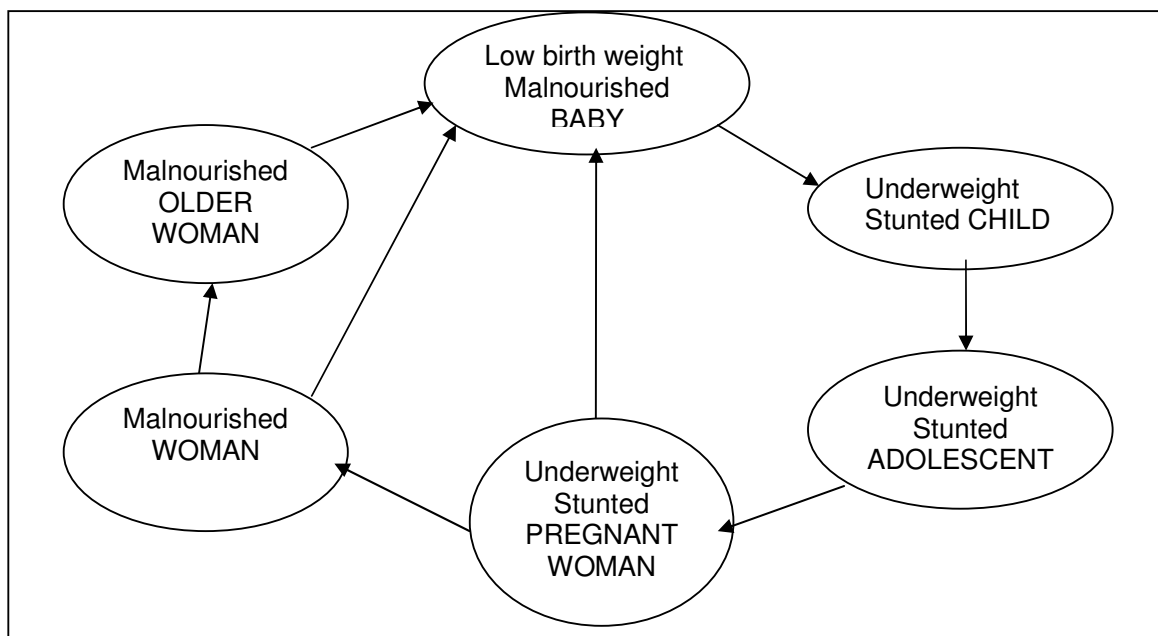 Low birth weight
Malnourished
BABY
Underweight
Stunted CHILD
Underweight
Stunted
ADOLESCENT
Underweight
Stunted
PREGNANT
WOMAN
Malnourished
WOMAN
Malnourished
OLDER
WOMAN